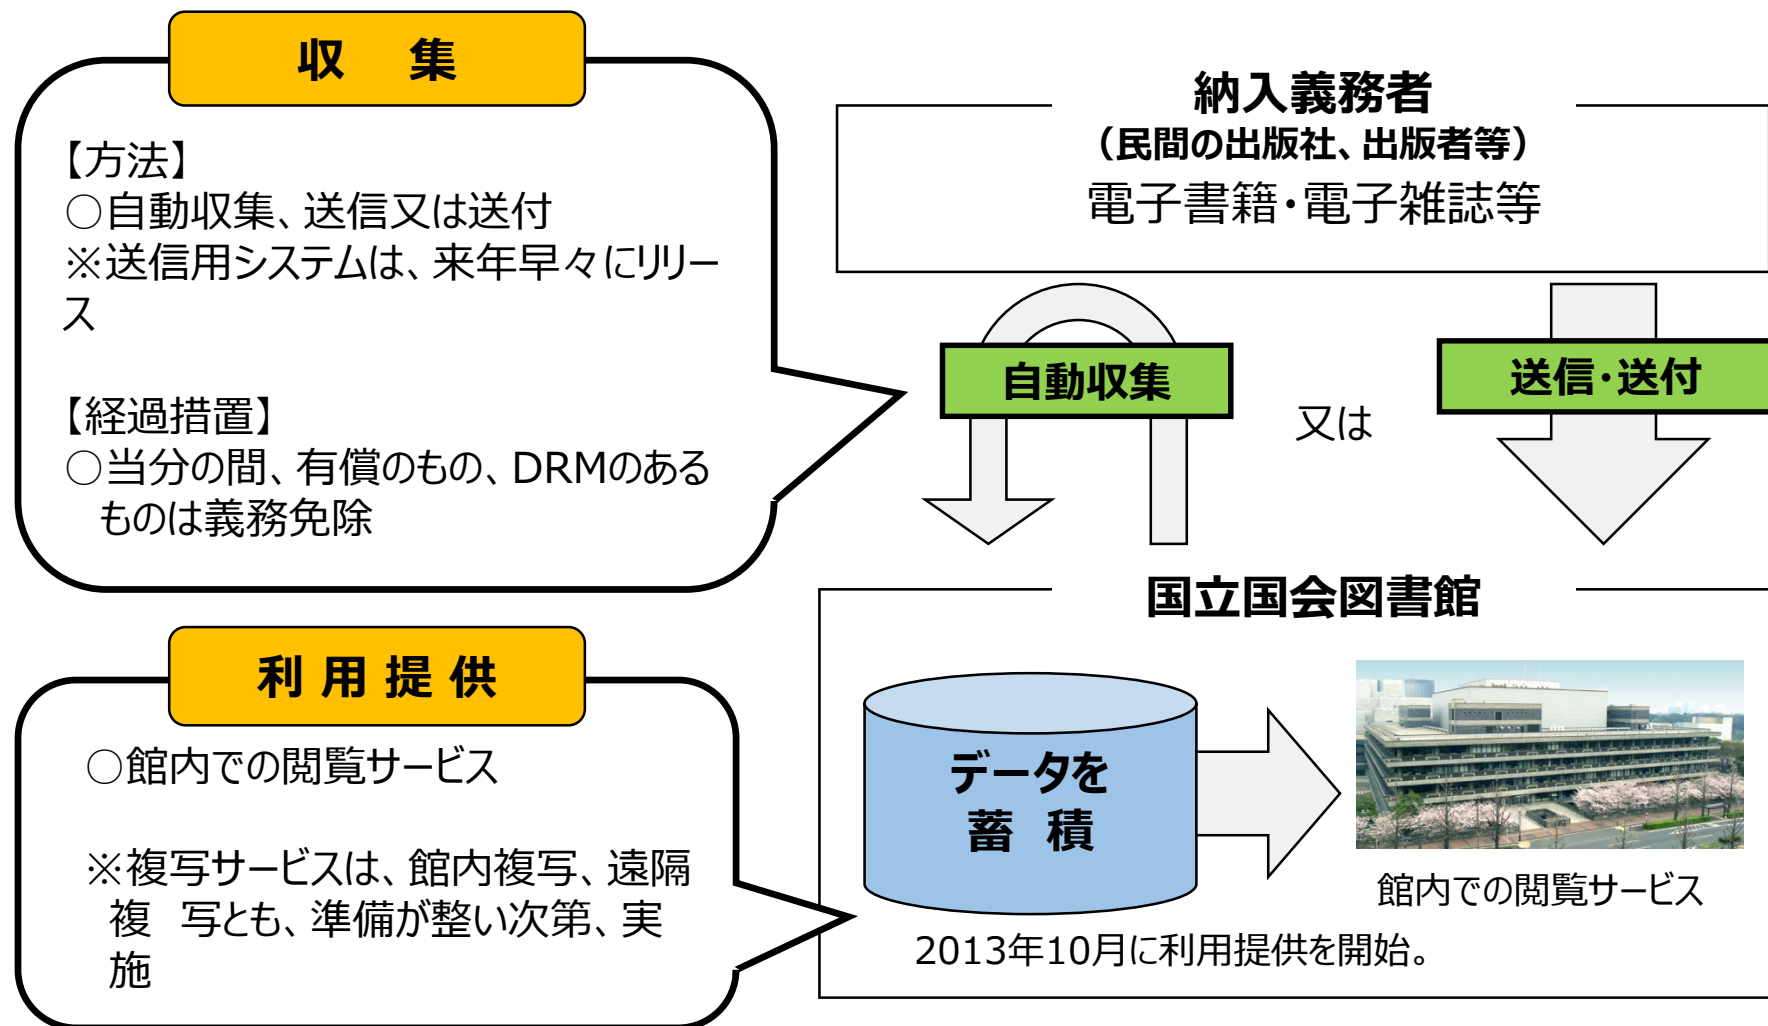 収 集
【方法】
○自動収集、送信又は送付
※送信用システムは、来年早々にリリー
ス
【経過措置】
○当分の間、有償のもの、DRMのある
ものは義務免除
納入義務者
（民間の出版社、出版者等）
電子書籍・電子雑誌等
自動収集
又は
送信・送付
国立国会図書館
データを
蓄 積
館内での閲覧サービス
2013年10月に利用提供を開始。
利 用 提 供
○館内での閲覧サービス
※複写サービスは、館内複写、遠隔
複 写とも、準備が整い次第、実
施